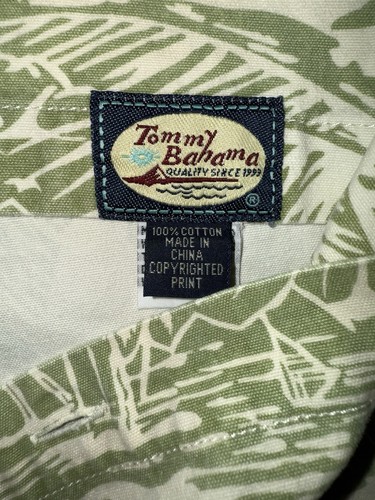 Tommy
Bahama
QUALITY SINCE 1993
®
100% COTTON
MADE IN
CHINA
COPYRIGHTED
PRINT